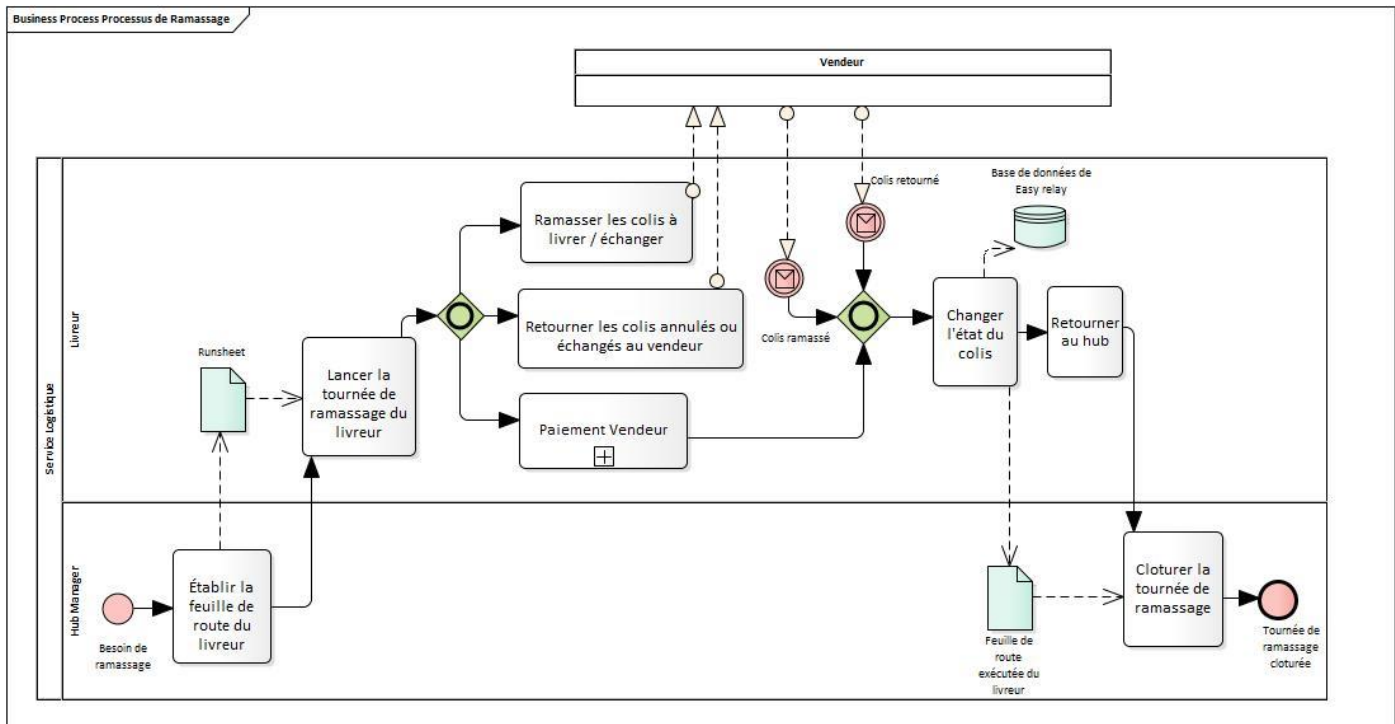 Business Process Processus de Ramassage
Vendeur
Service Logistique
Livreur
Hub Manager
Ramasser les colis à
livrer / échanger
Retourner les colis annulés ou
échangés au vendeur
Paiement Vendeur
Runsheet
Lancer la
tournée de
ramassage du
livreur
Colis retourné
Colis ramassé
Base de données de
Easy relay
Changer
l'état du
colis
Retourner
au hub
Besoin de
ramassage
Établir la
feuille de
route du
livreur
Feuille de
route
exécutée du
livreur
Cloturer la
tournée de
ramassage
Tournée de
ramassage
cloturée